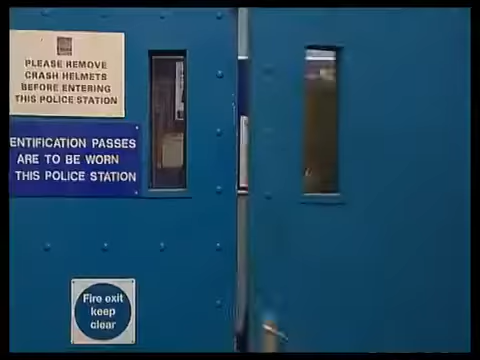 PLEASE REMOVE
CRASH HELMETS
BEFORE ENTERING
THIS POLICE STATION
ENTIFICATION PASSES
ARE TO BE WORN
THIS POLICE STATION
Fire exit
keep
clear